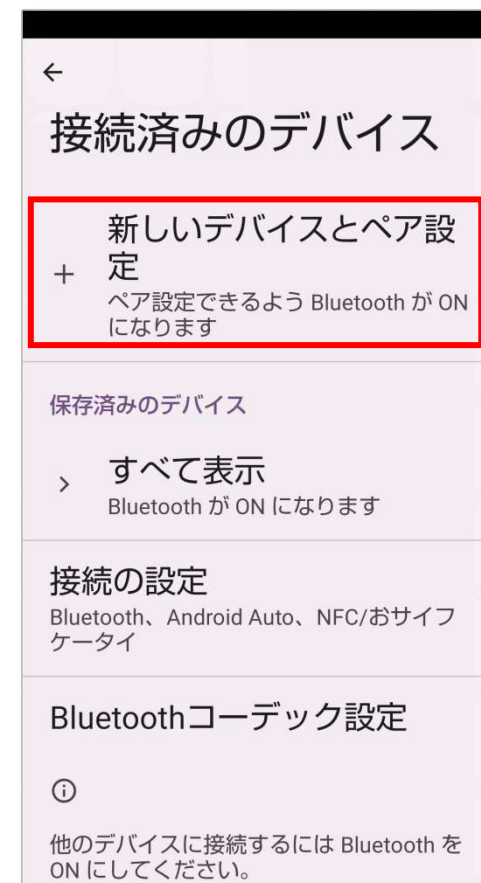 接続済みのデバイス
新しいデバイスとペア設
定
ペア設定できるよう Bluetooth が ON
になります
保存済みのデバイス
すべて表示
Bluetooth が ON になります
接続の設定
Bluetooth、Android Auto、NFC/おサイフ
ケータイ
Bluetoothコーデック設定
他のデバイスに接続するには Bluetooth を
ON にしてください。